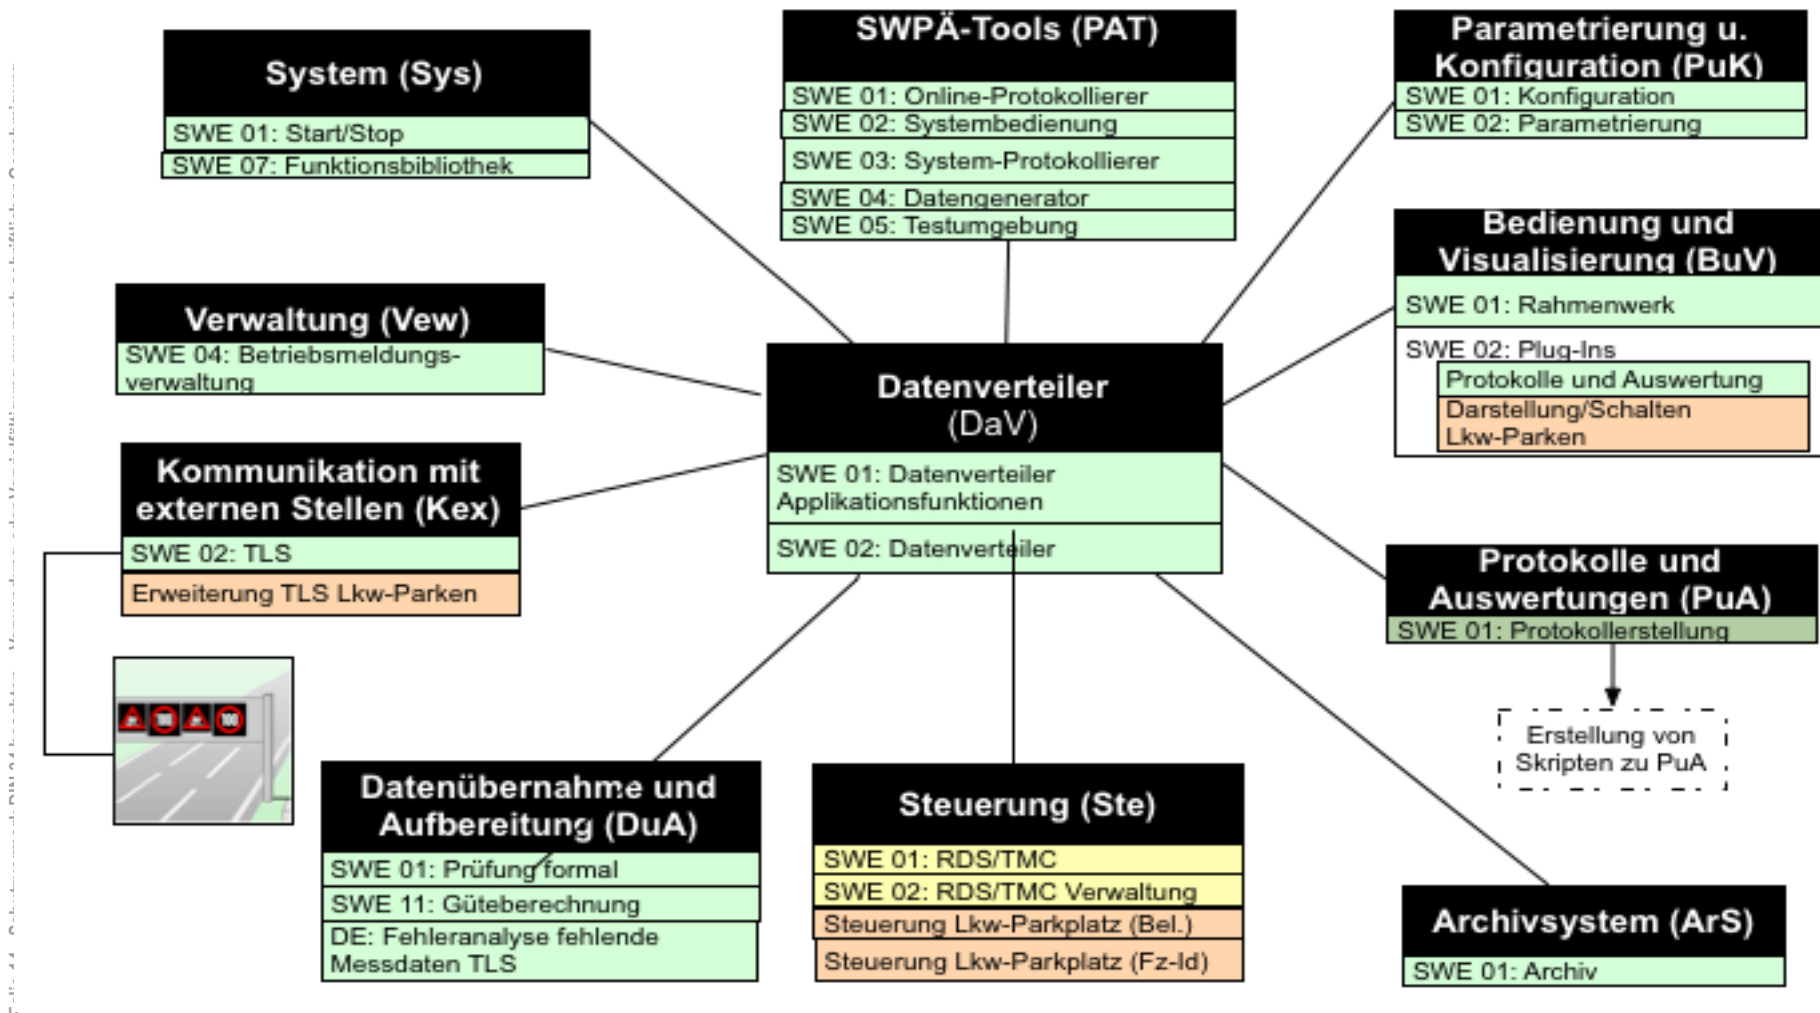 System (Sys)
SWE 01: Start/Stop
SWE 07: Funktionsbibliothek
SWPÄ-Tools (PAT)
SWE 01: Online-Protokollierer
SWE 02: Systembedienung
SWE 03: System-Protokollierer
SWE 04: Datengenerator
SWE 05: Testumgebung
Parametrierung u.
Konfiguration (PuK)
SWE 01: Konfiguration
SWE 02: Parametrierung
Bedienung und
Visualisierung (BuV)
SWE 01: Rahmenwerk
SWE 02: Plug-Ins
Protokolle und Auswertung
Darstellung/Schalten
Lkw-Parken
Verwaltung (Vew)
SWE 04: Betriebsmeldungs-
verwaltung
Datenverteiler
(DaV)
SWE 01: Datenverteiler
Applikationsfunktionen
SWE 02: Datenverteiler
Kommunikation mit
externen Stellen (Kex)
SWE 02: TLS
Erweiterung TLS Lkw-Parken
Protokolle und
Auswertungen (PuA)
SWE 01: Protokollerstellung
Erstellung von
Skripten zu PuA
100 100
Datenübernahme und
Aufbereitung (DuA)
SWE 01: Prüfung formal
SWE 11: Güteberechnung
DE: Fehleranalyse fehlende
Messdaten TLS
Steuerung (Ste)
SWE 01: RDS/TMC
SWE 02: RDS/TMC Verwaltung
Steuerung Lkw-Parkplatz (Bel.)
Steuerung Lkw-Parkplatz (Fz-Id)
Archivsystem (ArS)
SWE 01: Archiv